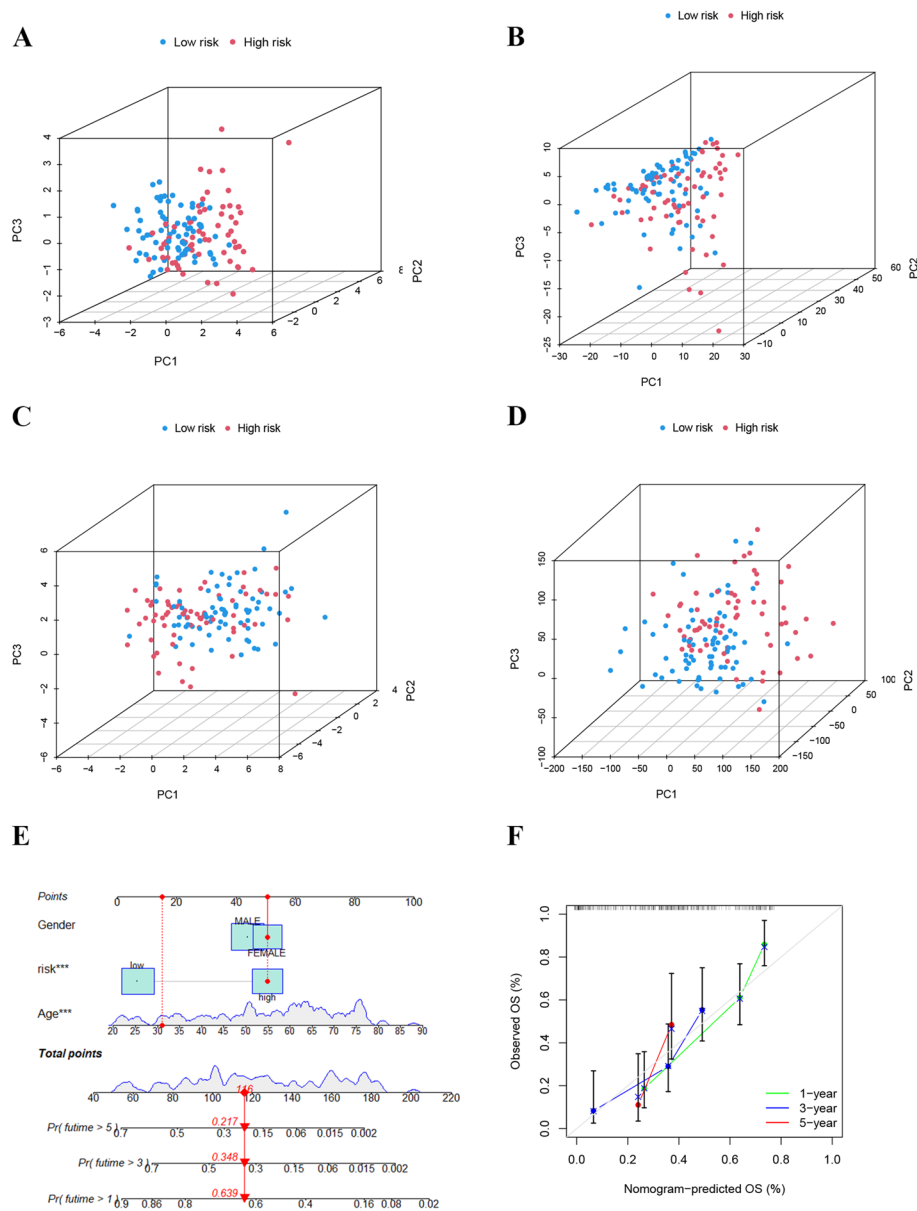 A
Low risk High risk
4
3
2
1
0
−1
−2
−3
PC3
−6 −4 −2 0 2 4 6
PC1
−2 0 2 4 6
PC2
B
Low risk High risk
10
5
0
−5
−10
−15
−20
−25
PC3
−30 −20 −10 0 10 20 30
PC1
−10 0 10 20 30 40 50 60
PC2
C
Low risk High risk
6
4
2
0
−2
−4
−6
PC3
−6 −4 −2 0 2 4 6 8
PC1
−6 −4 −2 0 2 4
PC2
D
Low risk High risk
150
100
50
0
−50
−100
PC3
−200 −150 −100 −50 0 50 100 150 200
PC1
−150 −100 −50 0 50 100
PC2
E
Points
0 20 40 60 80 100
Gender
MALE
FEMALE
risk***
low
high
Age***
20 25 30 35 40 45 50 55 60 65 70 75 80 85 90
Total points
116
40 60 80 100 120 140 160 180 200 220
0.217
Pr( futime > 5)
0.7 0.5 0.3 0.15 0.06 0.015 0.002
0.348
Pr( futime > 3)
0.7 0.5 0.3 0.15 0.06 0.015 0.002
0.639
Pr( futime > 1)
0.9 0.86 0.8 0.6 0.4 0.16 0.08 0.02
F
1.0
0.8
0.6
0.4
0.2
0.0
Observed OS (%)
1−year
3−year
5−year
0.0 0.2 0.4 0.6 0.8 1.0
Nomogram−predicted OS (%)